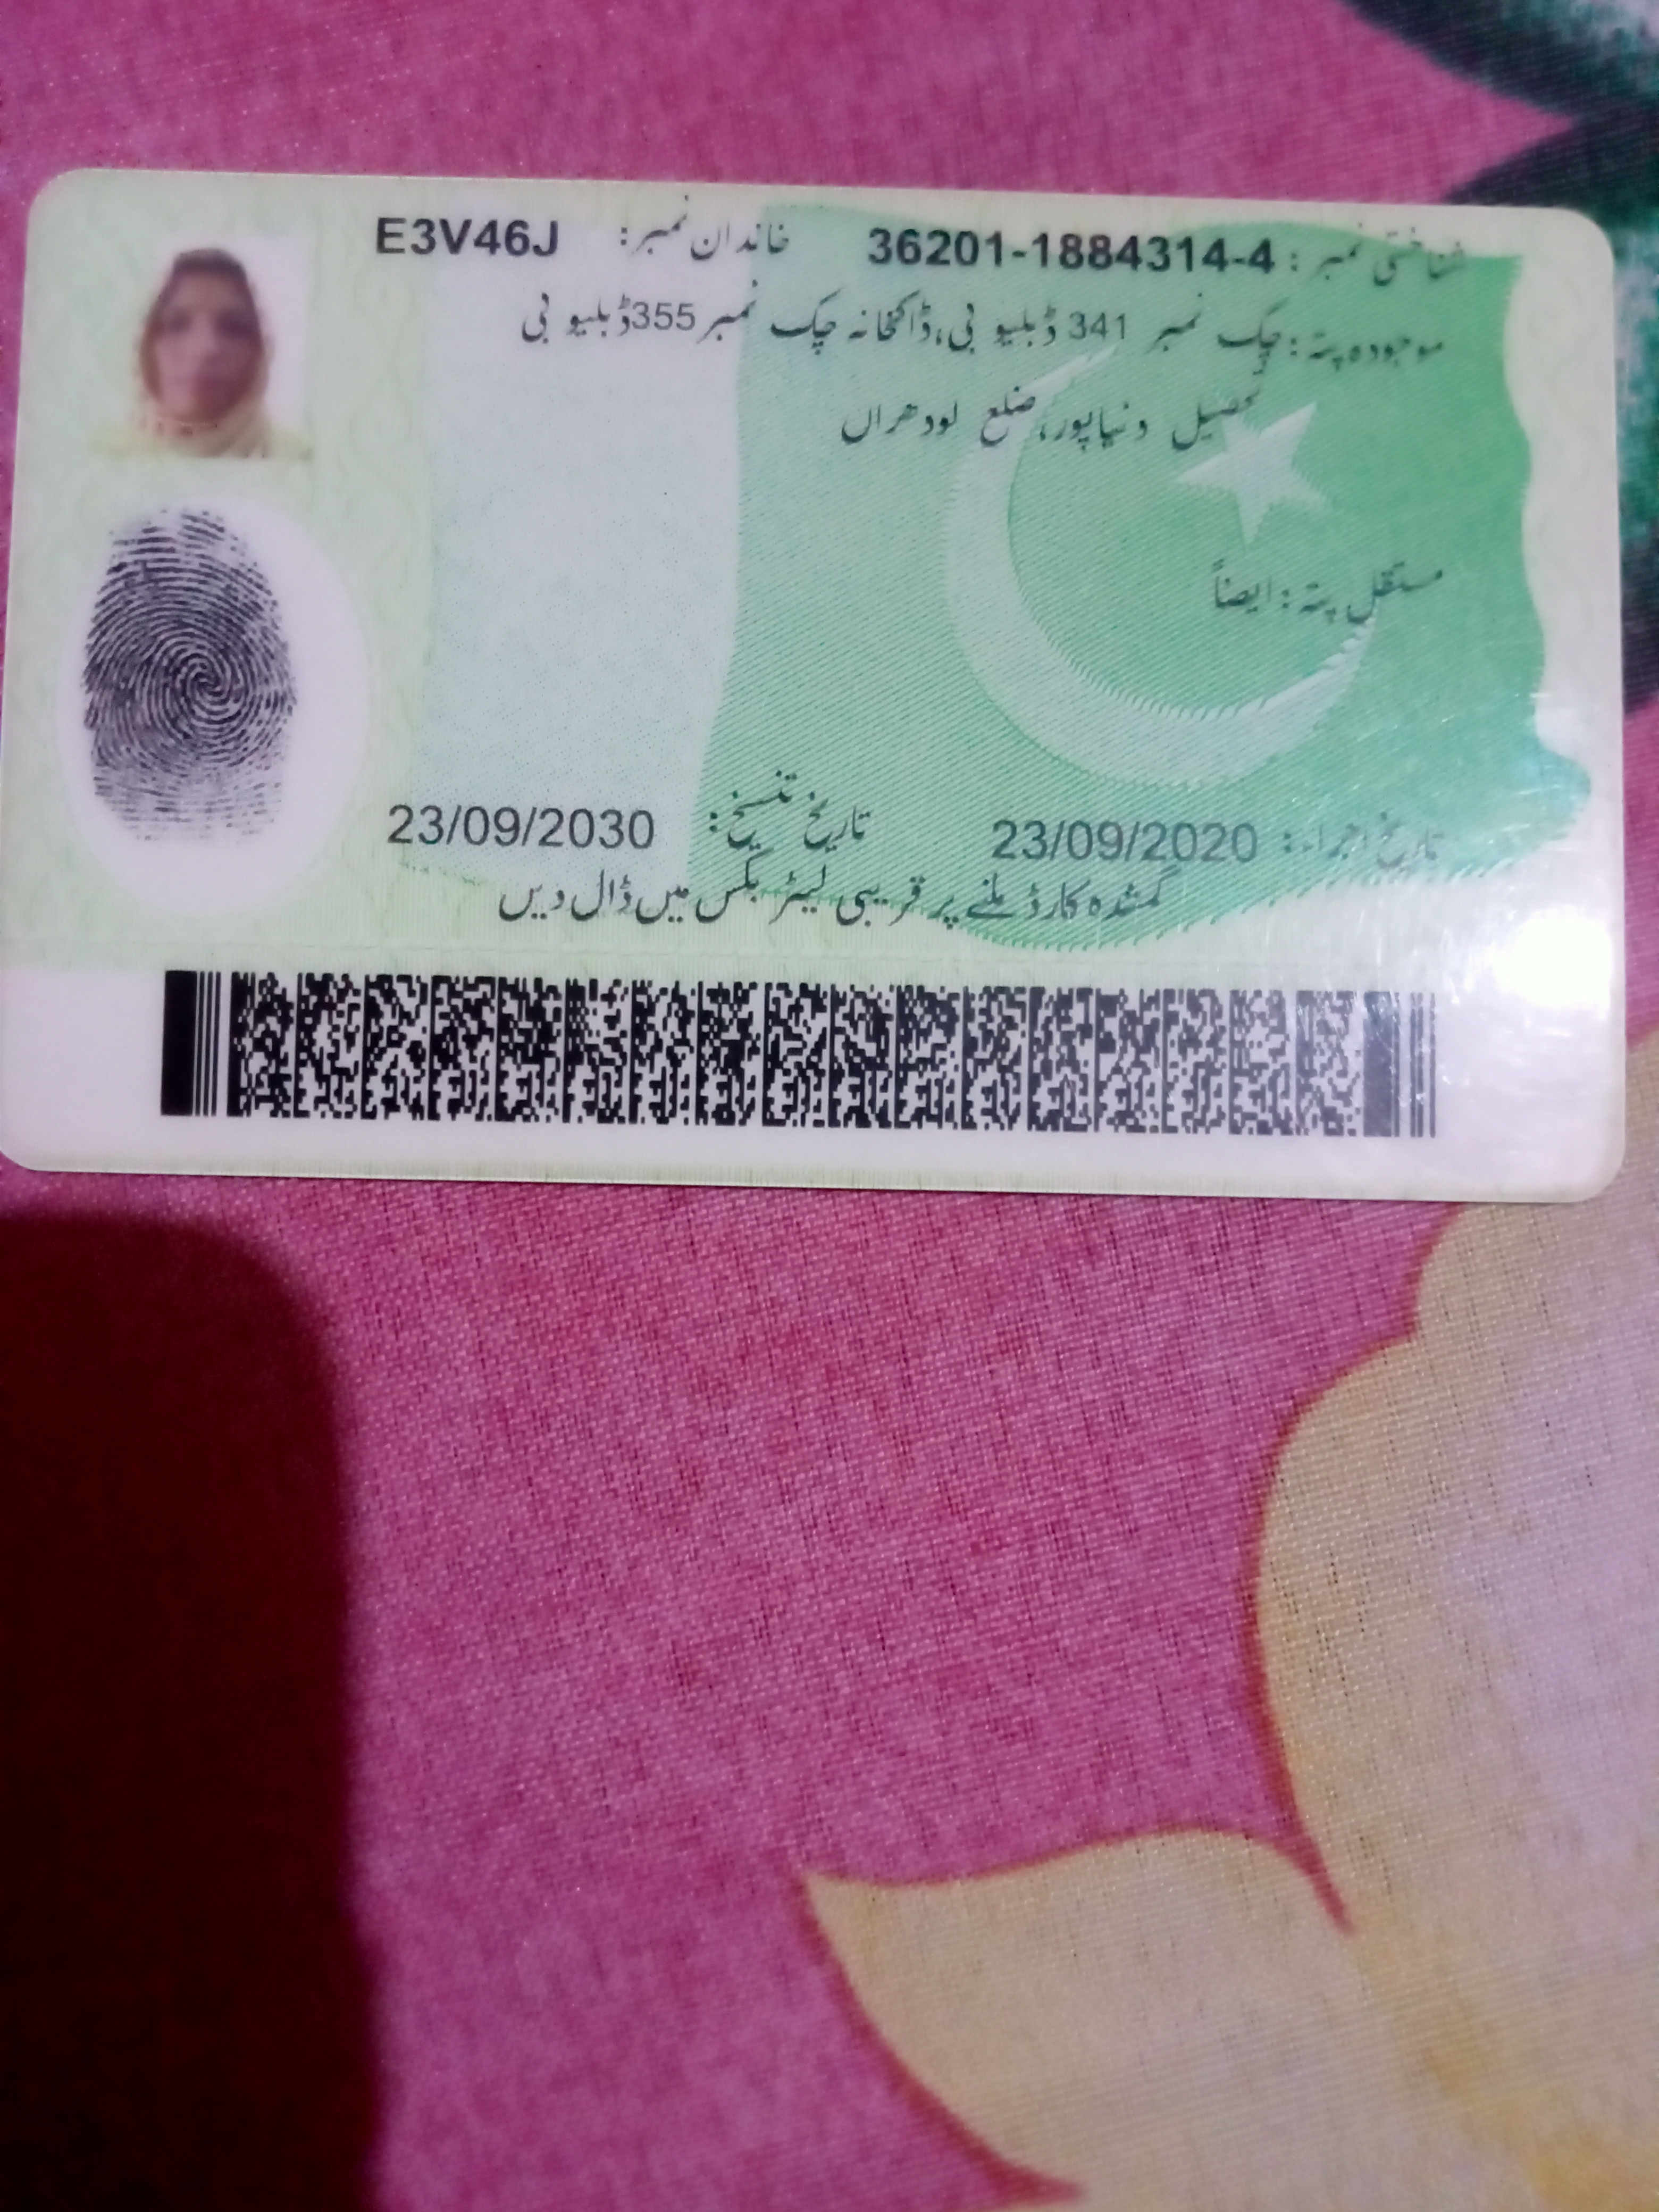 شناختی نمبر: 36201-1884314-4 خاندان نمبر: E3V46J
موجودہ پتہ: چک نمبر 341 ڈبلیو بی، ڈاکخانہ چک نمبر 355 ڈبلیو بی
تحصیل دنیاپور، ضلع لودھراں
مستقل پتہ: ایضاً
تاریخ اجراء: 23/09/2020 تاریخ تنسیخ: 23/09/2030
گمشدہ کارڈ ملنے پر قریبی لیٹر بکس میں ڈال دیں